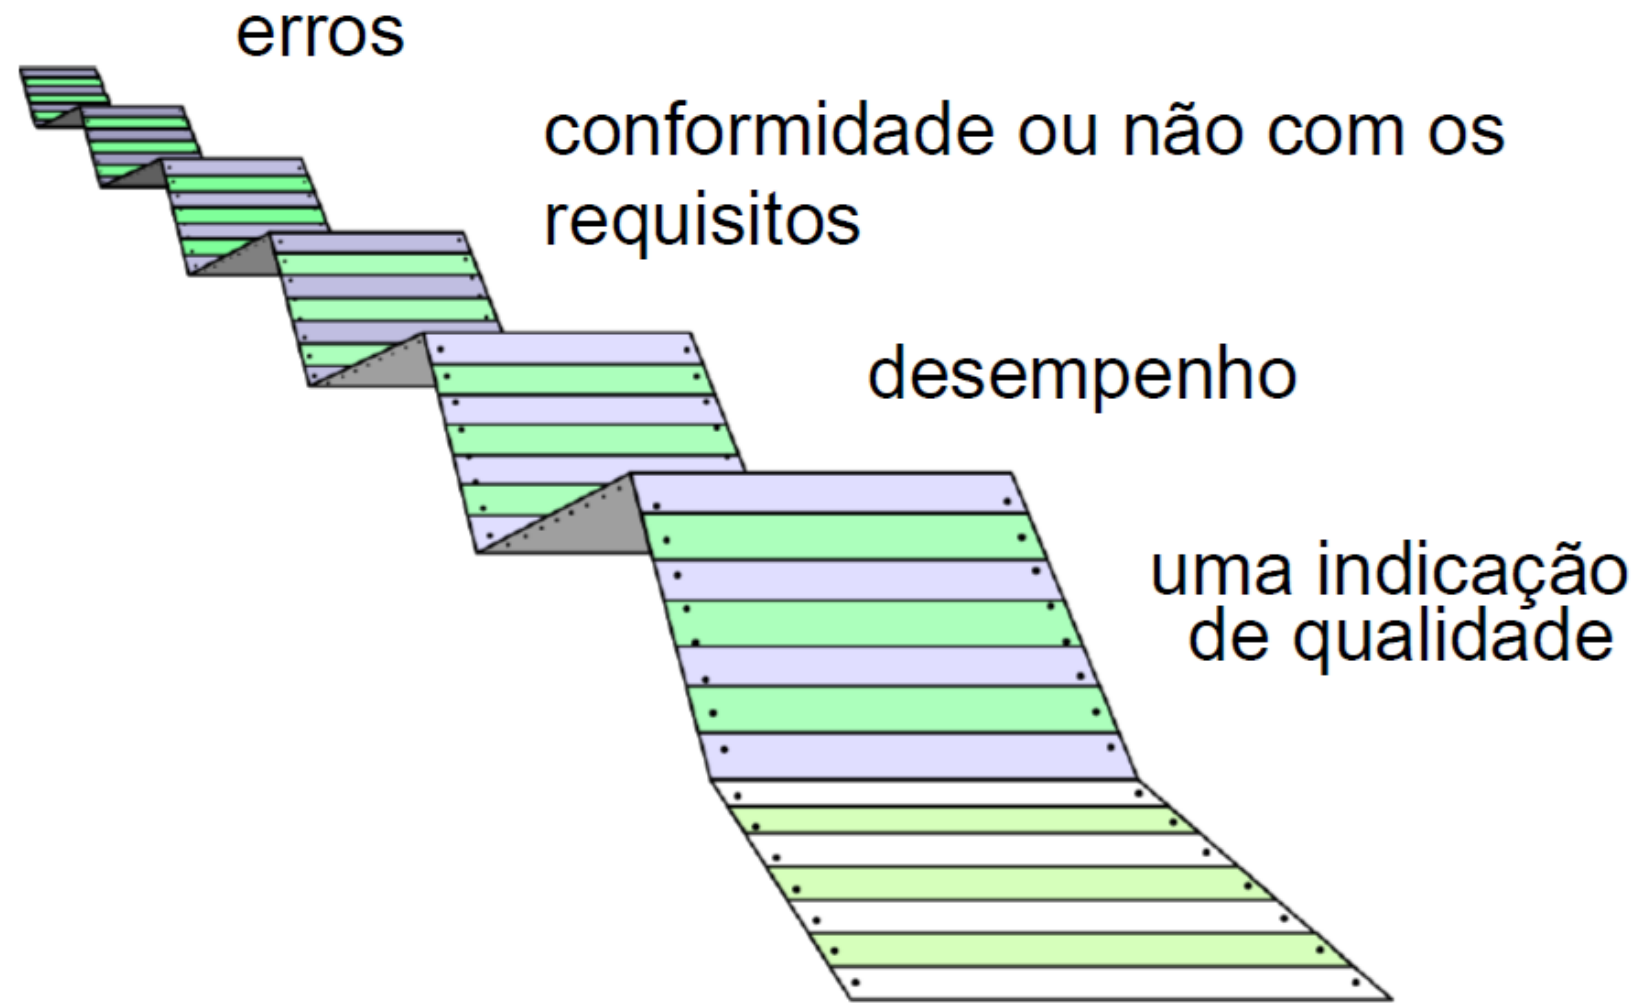 erros
conformidade ou não com os
requisitos
desempenho
uma indicação
de qualidade